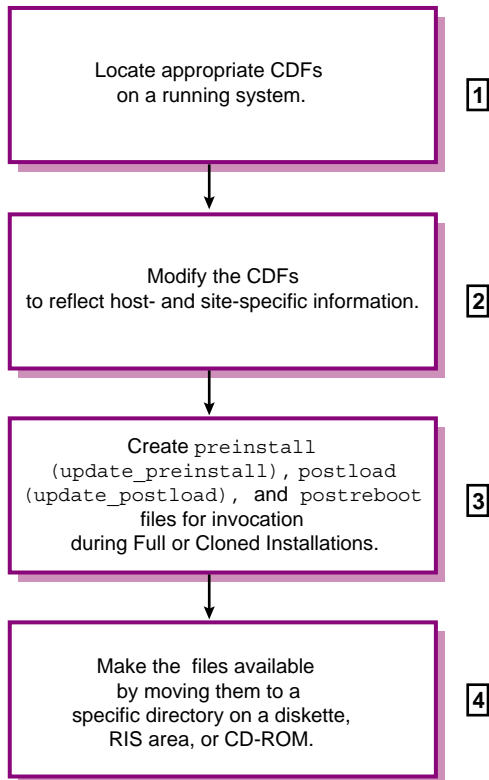 Locate appropriate CDFs
on a running system.
1
Modify the CDFs
to reflect host- and site-specific information.
2
Create preinstall
(update_preinstall), postload
(update_postload), and postreboot
files for invocation
during Full or Cloned Installations.
3
Make the files available
by moving them to a
specific directory on a diskette,
RIS area, or CD-ROM.
4